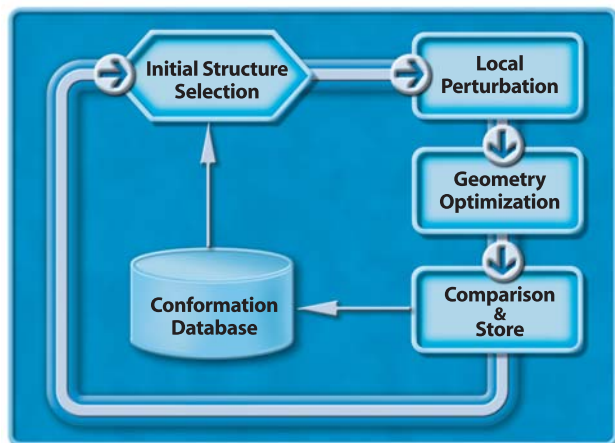 Initial Structure
Selection
Local
Perturbation
Geometry
Optimization
Comparison
&
Store
Conformation
Database